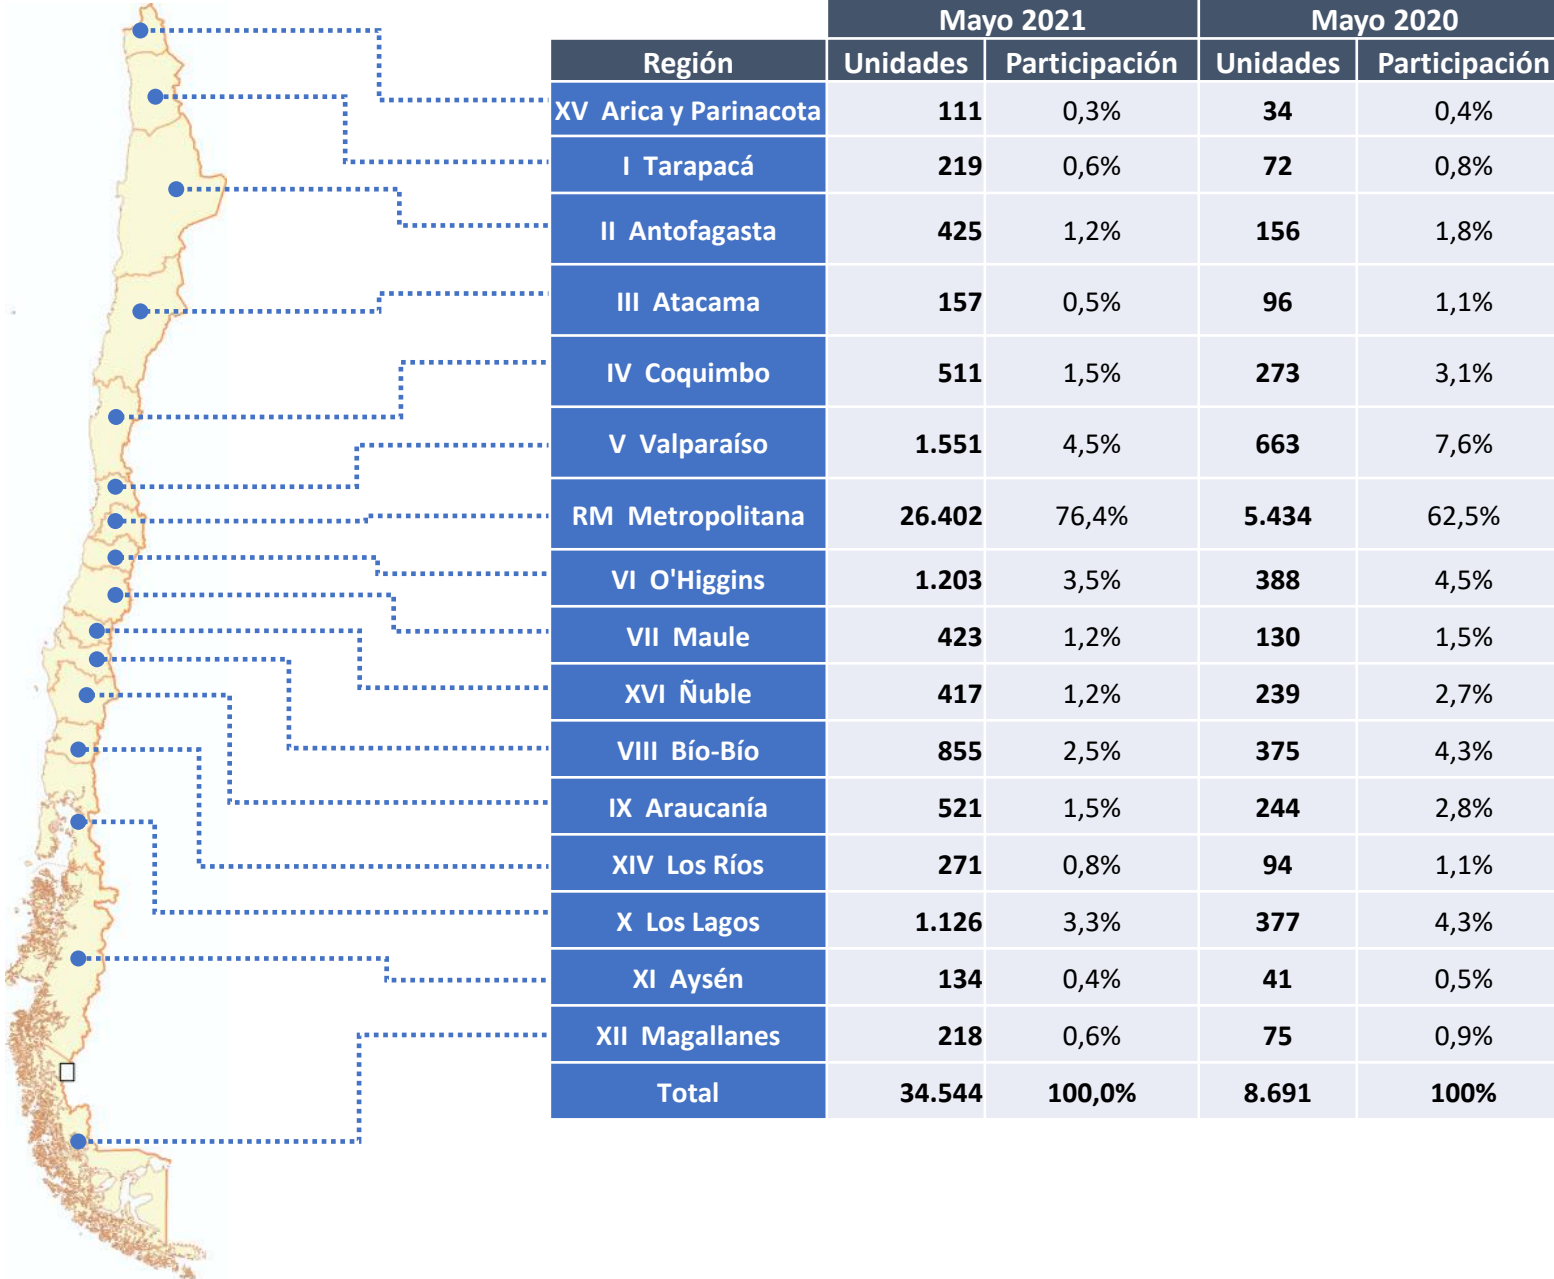 Mayo 2021 Mayo 2020
Región Unidades Participación Unidades Participación
XV Arica y Parinacota 111 0,3% 34 0,4%
I Tarapacá 219 0,6% 72 0,8%
II Antofagasta 425 1,2% 156 1,8%
III Atacama 157 0,5% 96 1,1%
IV Coquimbo 511 1,5% 273 3,1%
V Valparaíso 1.551 4,5% 663 7,6%
RM Metropolitana 26.402 76,4% 5.434 62,5%
VI O'Higgins 1.203 3,5% 388 4,5%
VII Maule 423 1,2% 130 1,5%
XVI Ñuble 417 1,2% 239 2,7%
VIII Bío-Bío 855 2,5% 375 4,3%
IX Araucanía 521 1,5% 244 2,8%
XIV Los Ríos 271 0,8% 94 1,1%
X Los Lagos 1.126 3,3% 377 4,3%
XI Aysén 134 0,4% 41 0,5%
XII Magallanes 218 0,6% 75 0,9%
Total 34.544 100,0% 8.691 100%